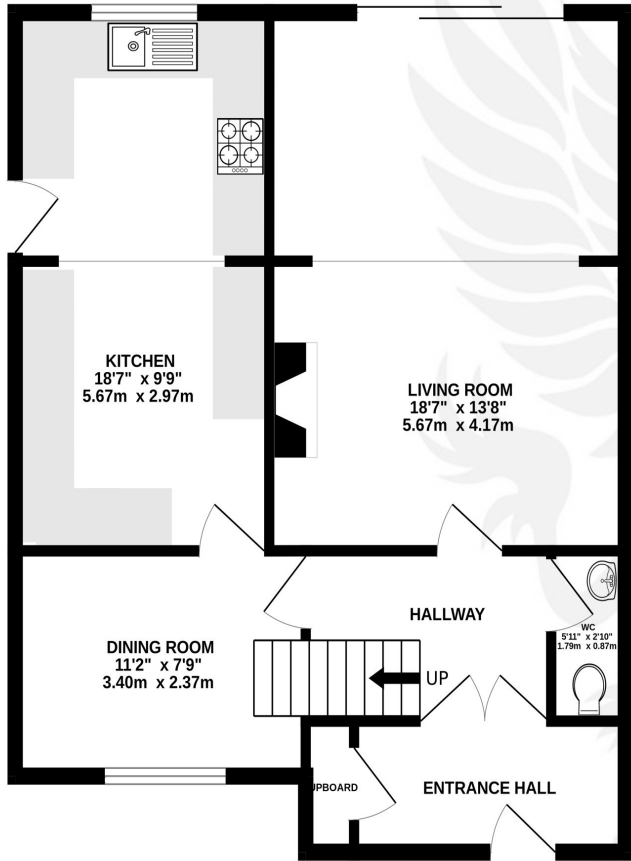 KITCHEN
18'7" x 9'9"
5.67m x 2.97m
LIVING ROOM
18'7" x 13'8"
5.67m x 4.17m
HALLWAY
WC
5'11" x 2'10"
1.79m x 0.87m
DINING ROOM
11'2" x 7'9"
3.40m x 2.37m
UP
UPBOARD
ENTRANCE HALL